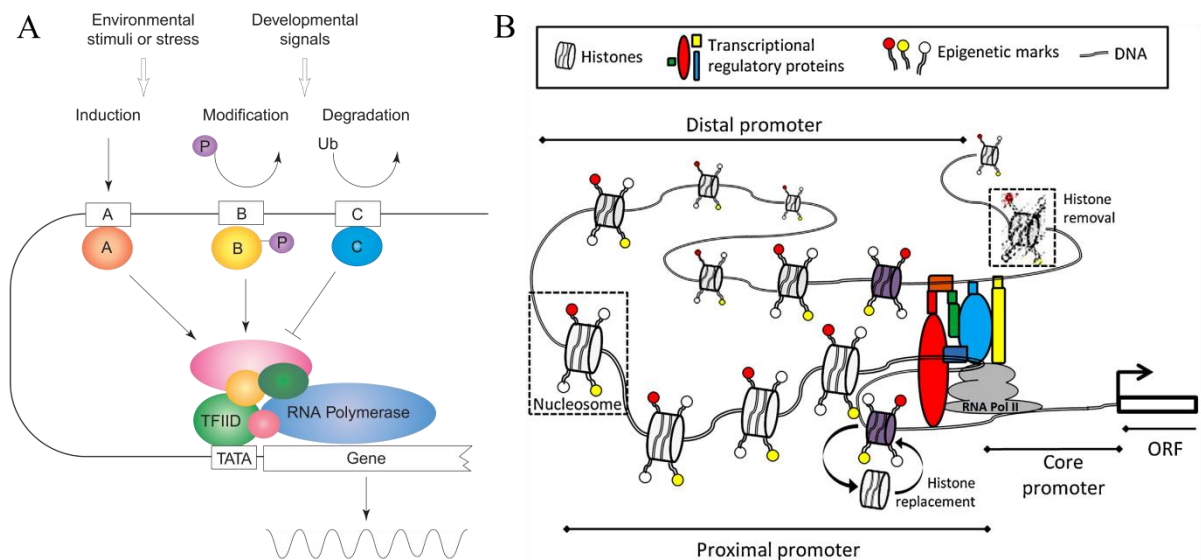 A
Environmental
stimuli or stress
Developmental
signals
Induction
Modification
Degradation
P
Ub
A
B
C
A
B
P
C
TFIID
RNA Polymerase
TATA
Gene
B
Histones
Transcriptional
regulatory proteins
Epigenetic marks
DNA
Distal promoter
Histone
removal
Nucleosome
RNA Pol II
Histone
replacement
ORF
Core
promoter
Proximal promoter